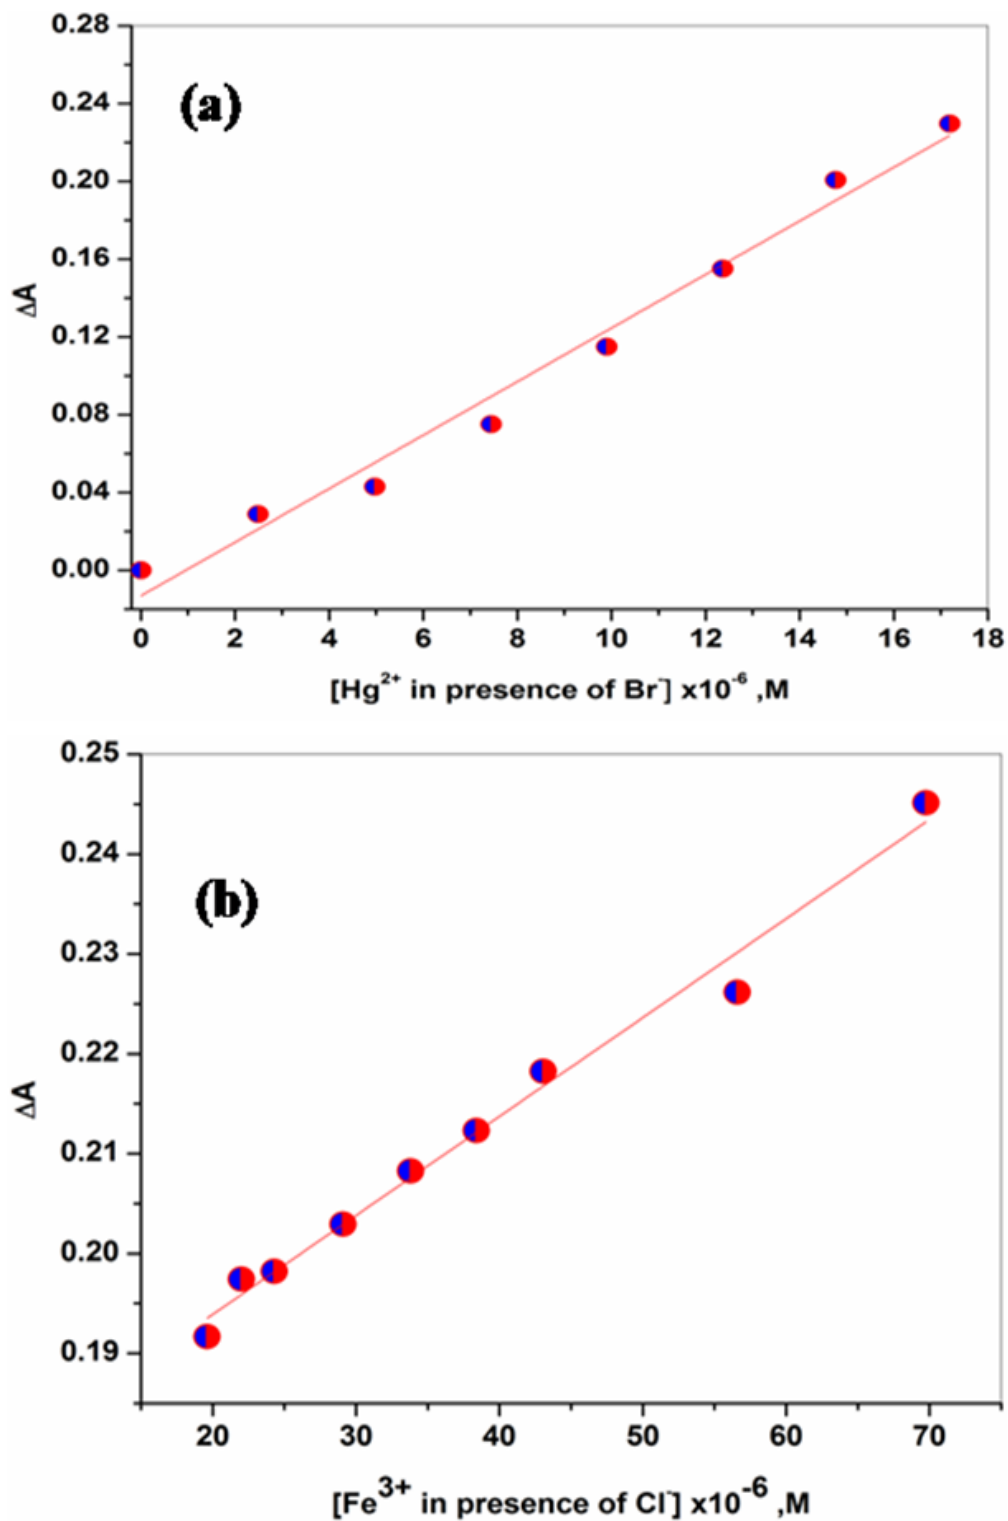 0.28
(a)
0.24
0.20
0.16
ΔA
0.12
0.08
0.04
0.00
0 2 4 6 8 10 12 14 16 18
[Hg²⁺ in presence of Br⁻] x10⁻⁶ ,M
0.25
0.24
(b)
0.23
0.22
ΔA
0.21
0.20
0.19
20 30 40 50 60 70
[Fe³⁺ in presence of Cl⁻] x10⁻⁶ ,M